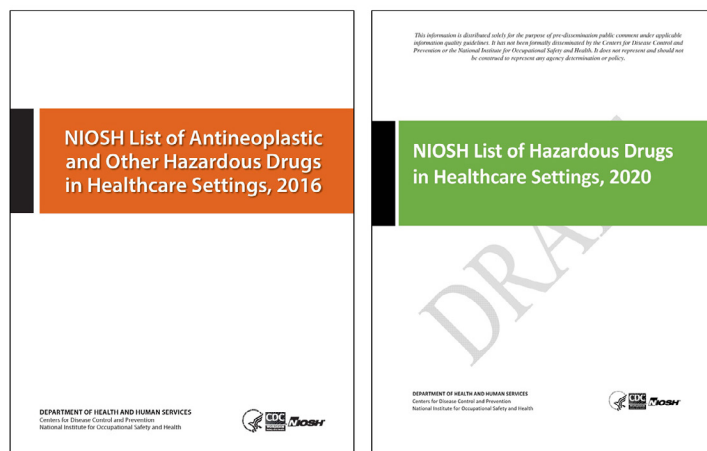 NIOSH List of Antineoplastic
and Other Hazardous Drugs
in Healthcare Settings, 2016
DEPARTMENT OF HEALTH AND HUMAN SERVICES
Centers for Disease Control and Prevention
National Institute for Occupational Safety and Health
CDC
NIOSH
This information is distributed solely for the purpose of pre-dissemination public comment under applicable
information quality guidelines. It has not been formally disseminated by the Centers for Disease Control and
Prevention or the National Institute for Occupational Safety and Health. It does not represent and should not
be construed to represent any agency determination or policy.
NIOSH List of Hazardous Drugs
in Healthcare Settings, 2020
DRAF
DEPARTMENT OF HEALTH AND HUMAN SERVICES
Centers for Disease Control and Prevention
National Institute for Occupational Safety and Health
CDC
NIOSH